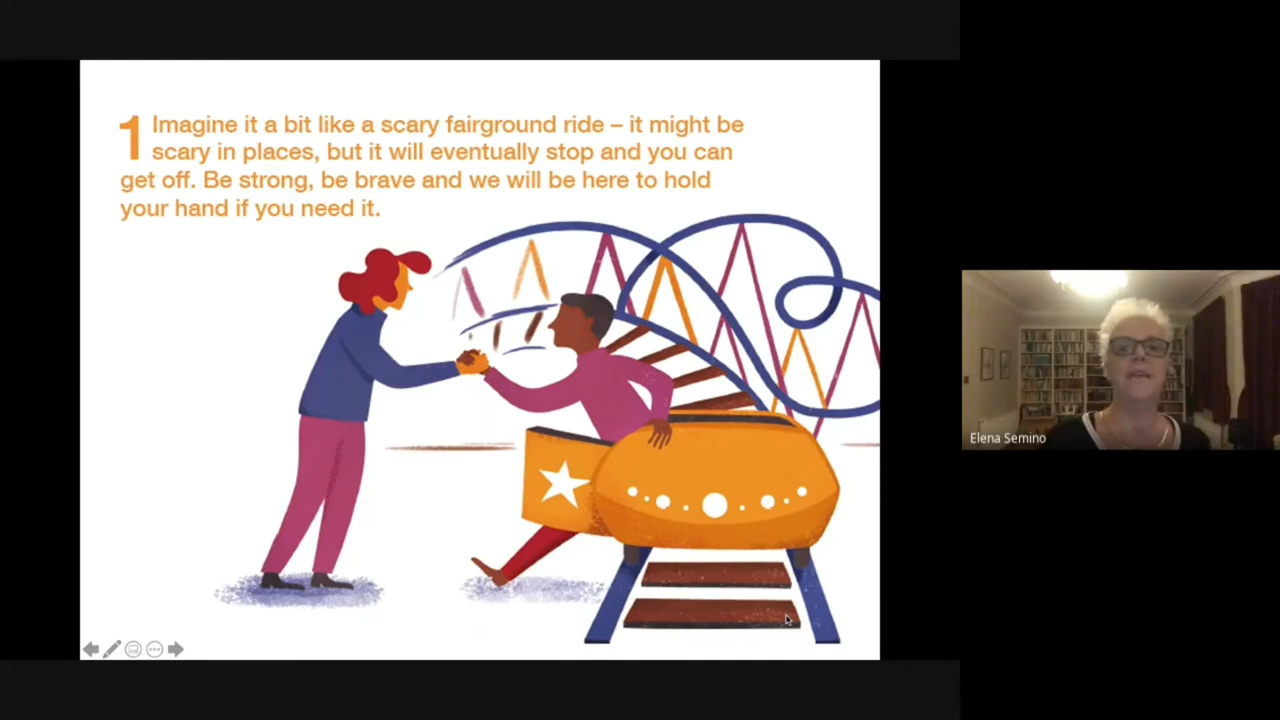 1 Imagine it a bit like a scary fairground ride – it might be
scary in places, but it will eventually stop and you can
get off. Be strong, be brave and we will be here to hold
your hand if you need it.
Elena Semino